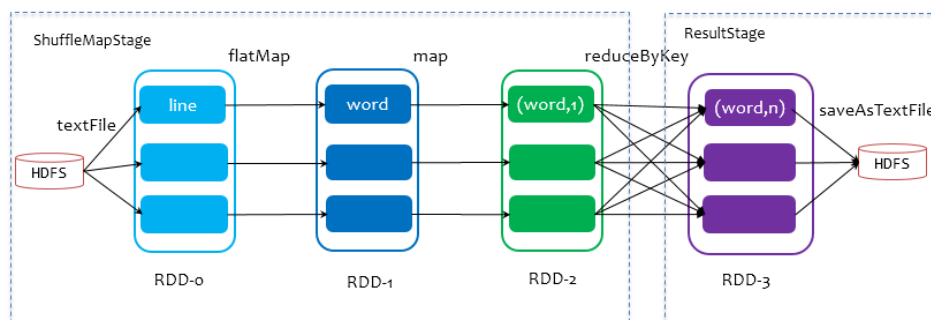 ShuffleMapStage
ResultStage
flatMap
map
reduceByKey
line
word
(word,1)
(word,n)
saveAsTextFile
textFile
HDFS
HDFS
RDD-0
RDD-1
RDD-2
RDD-3